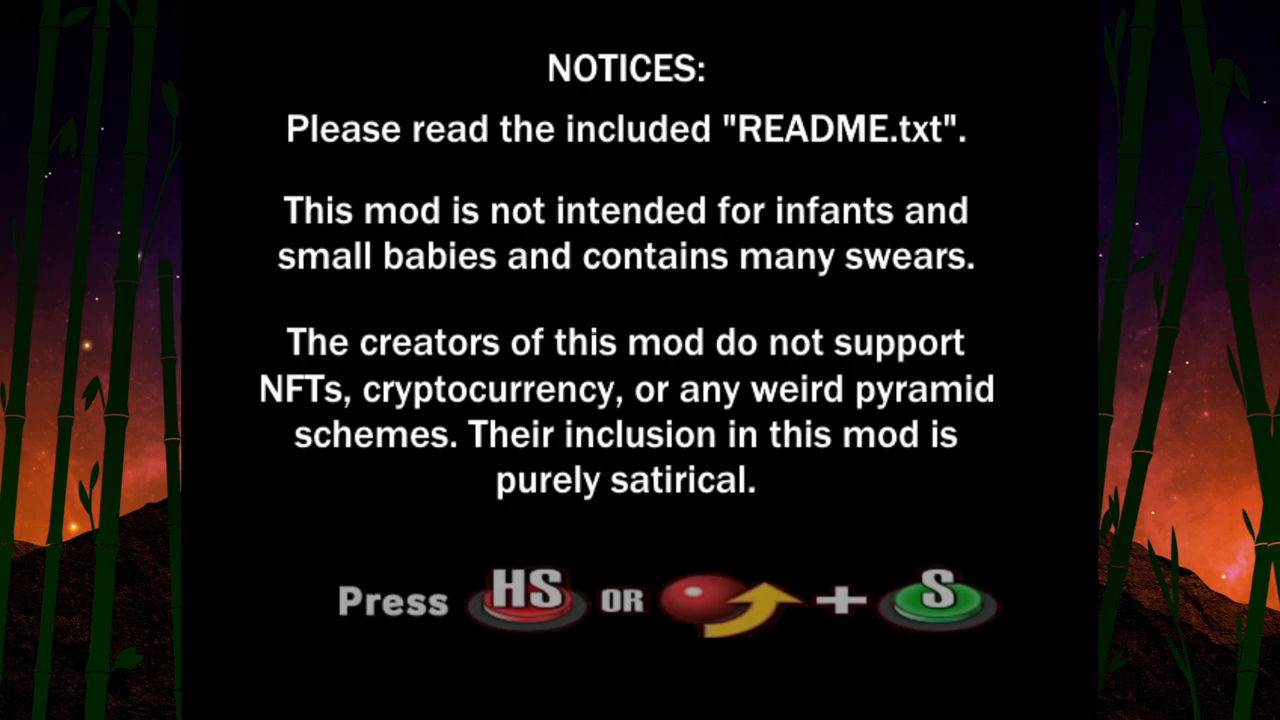 NOTICES:
Please read the included "README.txt".
This mod is not intended for infants and
small babies and contains many swears.
The creators of this mod do not support
NFTs, cryptocurrency, or any weird pyramid
schemes. Their inclusion in this mod is
purely satirical.
Press HS OR + S